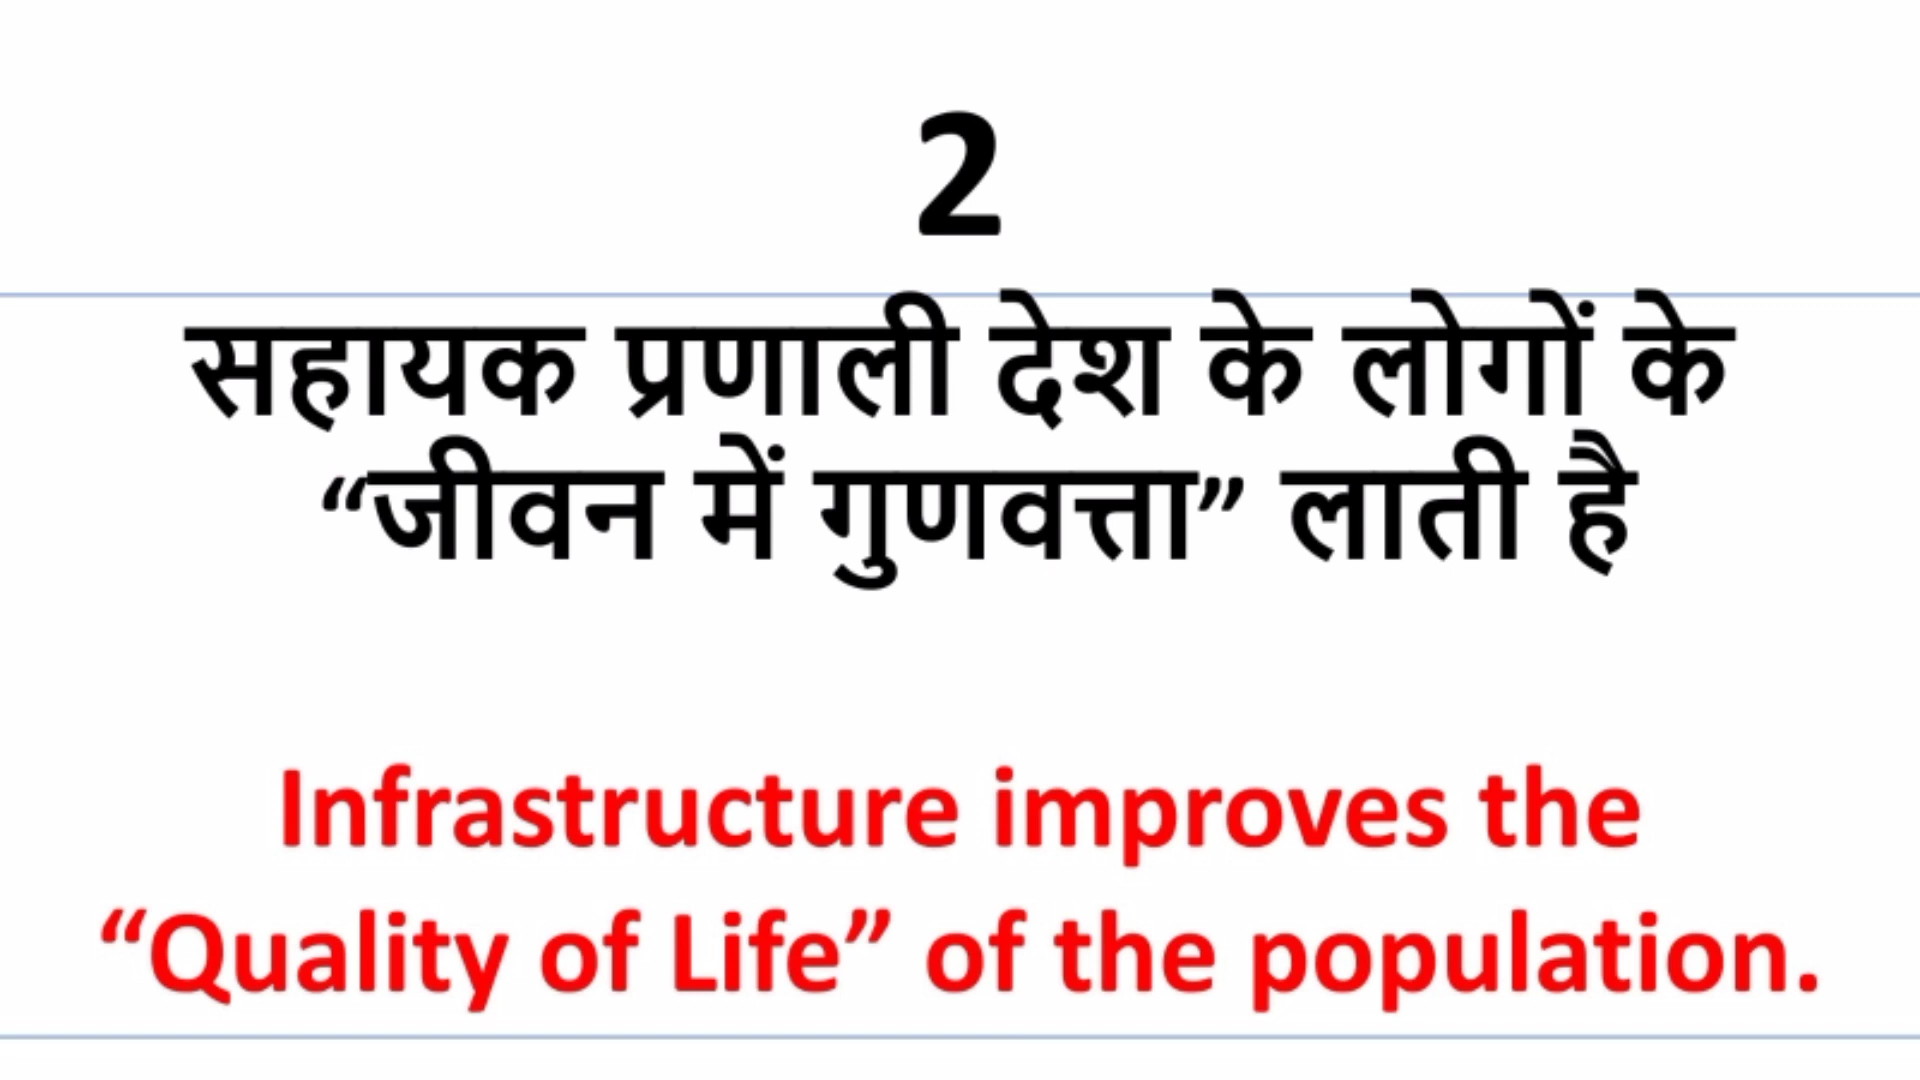 2
सहायक प्रणाली देश के लोगों के
“जीवन में गुणवत्ता” लाती है
Infrastructure improves the
“Quality of Life” of the population.